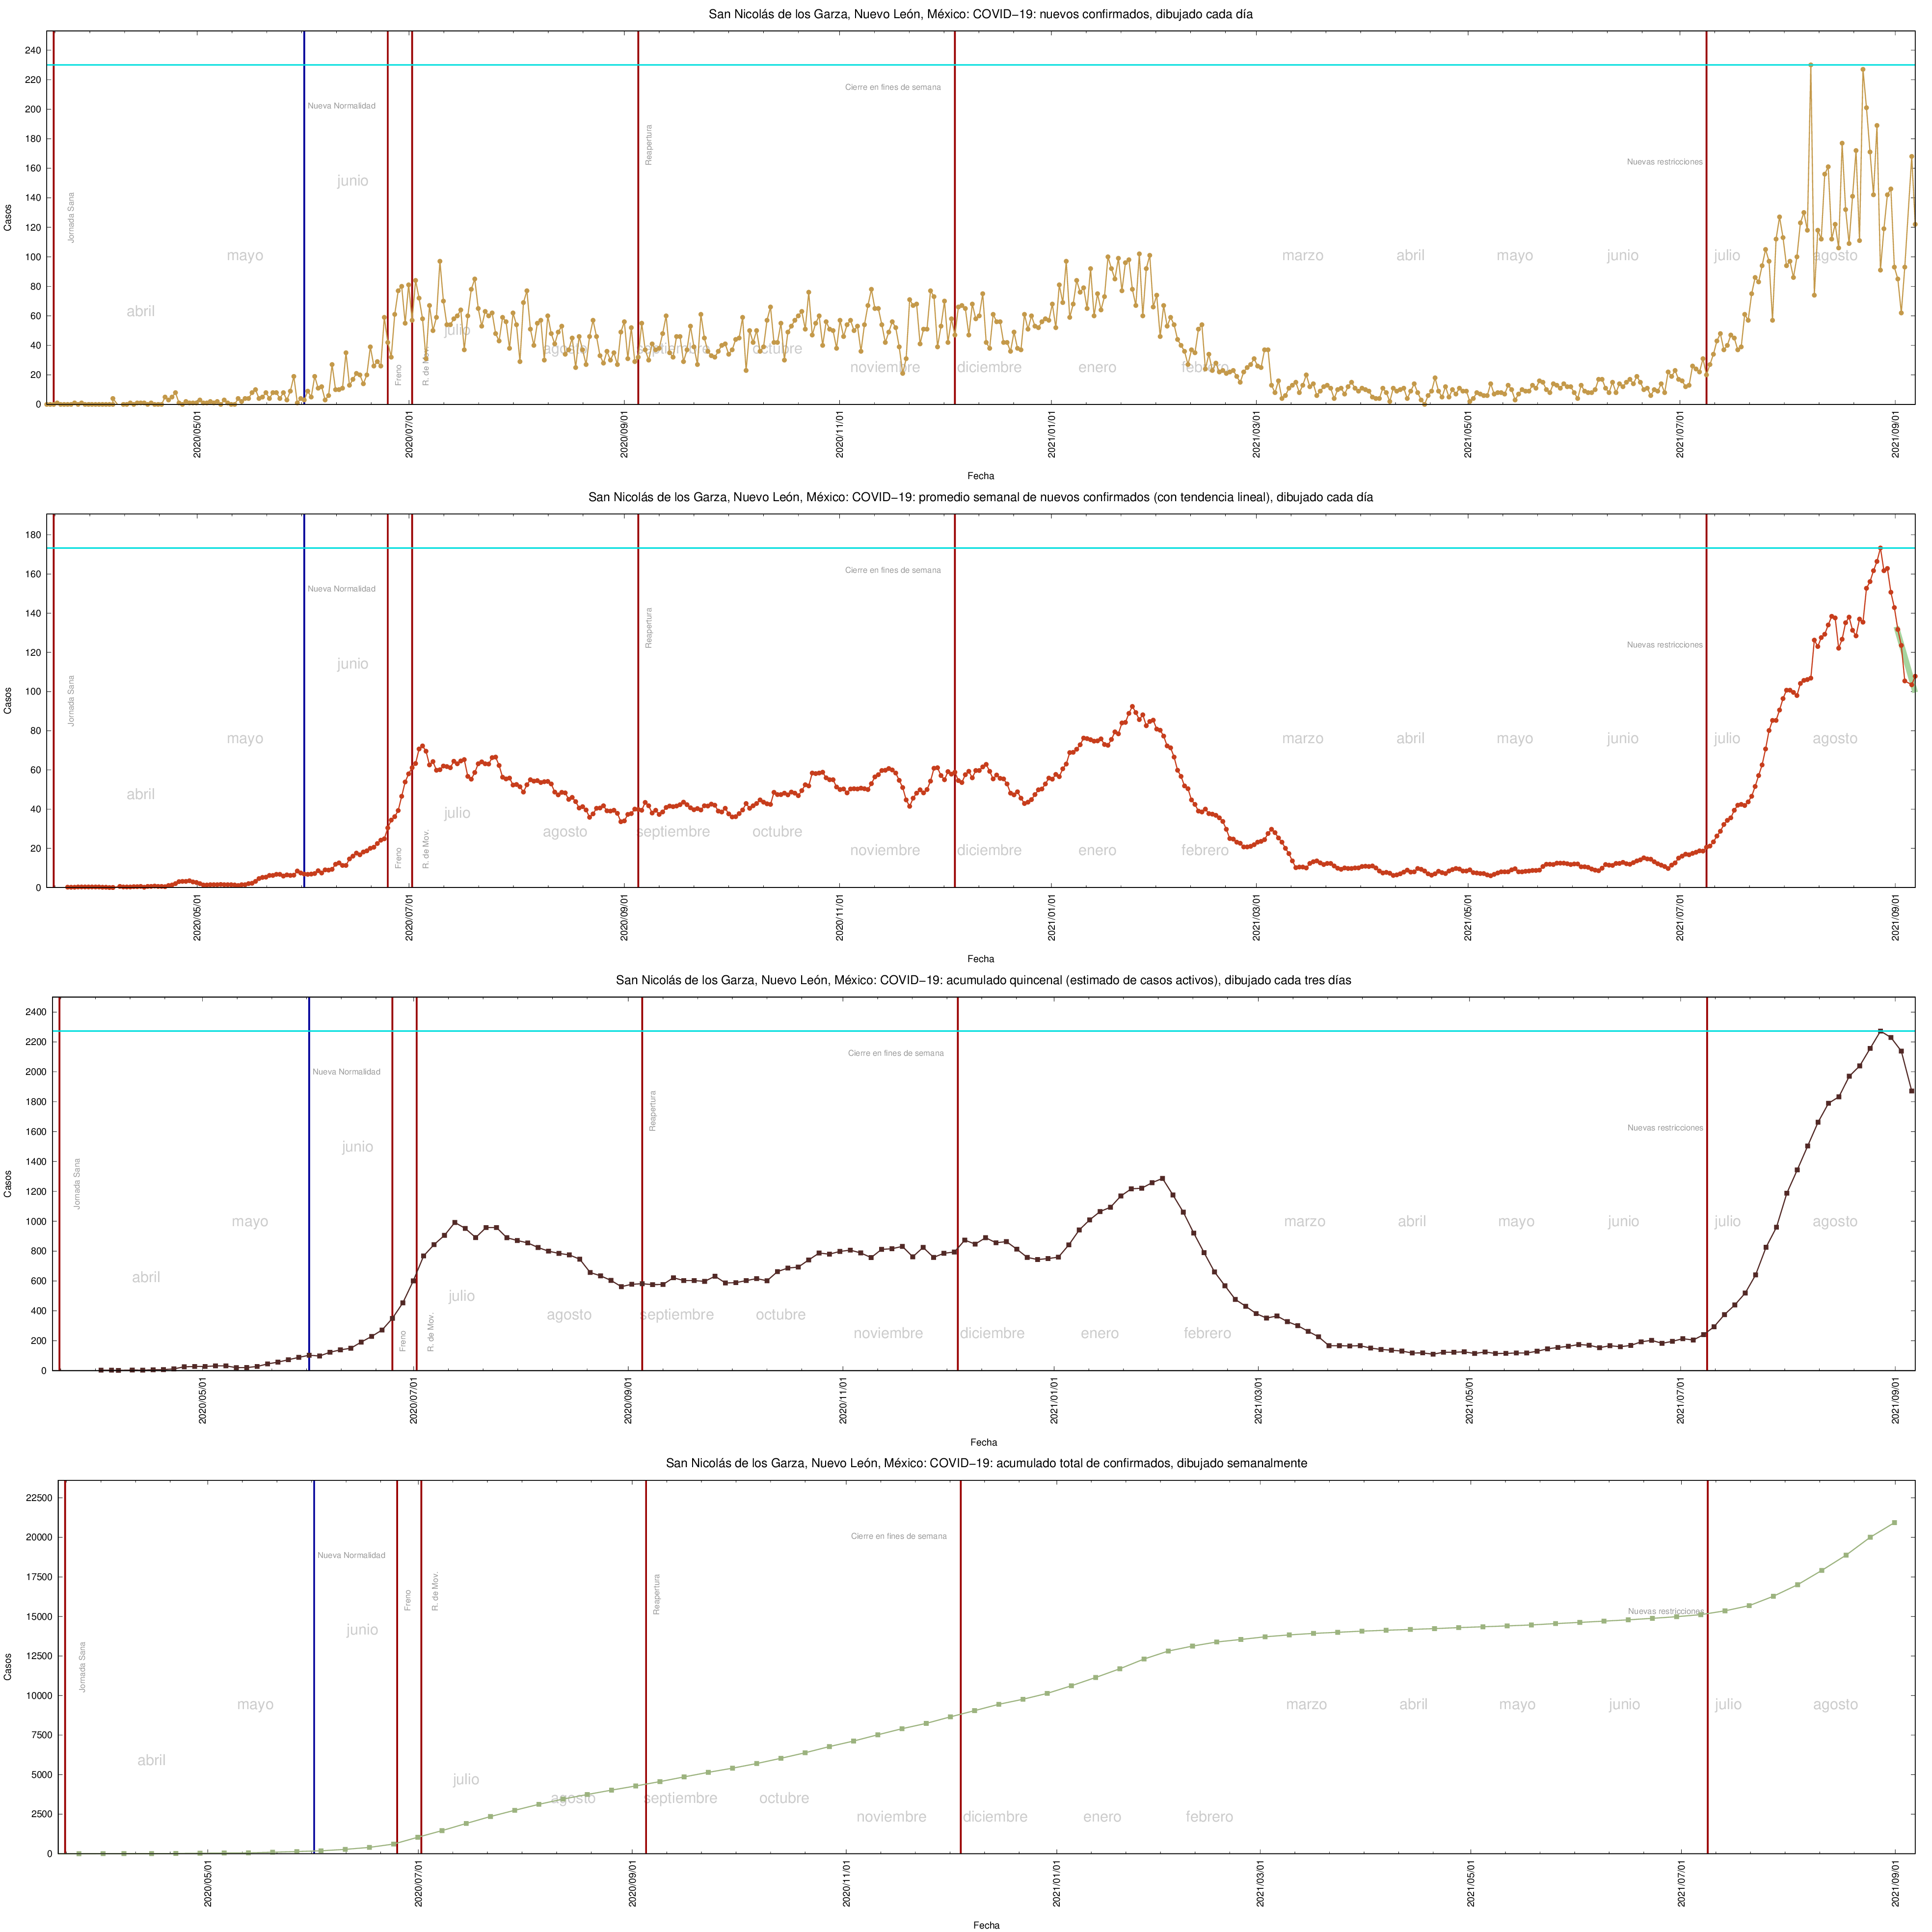 San Nicolás de los Garza, Nuevo León, México: COVID−19: nuevos confirmados, dibujado cada día
240
220
200
180
160
140
120
100
80
60
40
20
0
Casos
Jornada Sana
Nueva Normalidad
Freno
R. de Mov.
Reapertura
Cierre en fines de semana
Nuevas restricciones
abril
mayo
junio
julio
agosto
septiembre
octubre
noviembre
diciembre
enero
febrero
marzo
abril
mayo
junio
julio
agosto
2020/05/01
2020/07/01
2020/09/01
2020/11/01
2021/01/01
2021/03/01
2021/05/01
2021/07/01
2021/09/01
Fecha
San Nicolás de los Garza, Nuevo León, México: COVID−19: promedio semanal de nuevos confirmados (con tendencia lineal), dibujado cada día
180
160
140
120
100
80
60
40
20
0
Casos
Jornada Sana
Nueva Normalidad
Freno
R. de Mov.
Reapertura
Cierre en fines de semana
Nuevas restricciones
abril
mayo
junio
julio
agosto
septiembre
octubre
noviembre
diciembre
enero
febrero
marzo
abril
mayo
junio
julio
agosto
2020/05/01
2020/07/01
2020/09/01
2020/11/01
2021/01/01
2021/03/01
2021/05/01
2021/07/01
2021/09/01
Fecha
San Nicolás de los Garza, Nuevo León, México: COVID−19: acumulado quincenal (estimado de casos activos), dibujado cada tres días
2400
2200
2000
1800
1600
1400
1200
1000
800
600
400
200
0
Casos
Jornada Sana
Nueva Normalidad
Freno
R. de Mov.
Reapertura
Cierre en fines de semana
Nuevas restricciones
abril
mayo
junio
julio
agosto
septiembre
octubre
noviembre
diciembre
enero
febrero
marzo
abril
mayo
junio
julio
agosto
2020/05/01
2020/07/01
2020/09/01
2020/11/01
2021/01/01
2021/03/01
2021/05/01
2021/07/01
2021/09/01
Fecha
San Nicolás de los Garza, Nuevo León, México: COVID−19: acumulado total de confirmados, dibujado semanalmente
22500
20000
17500
15000
12500
10000
7500
5000
2500
0
Casos
Jornada Sana
Nueva Normalidad
Freno
R. de Mov.
Reapertura
Cierre en fines de semana
Nuevas restricciones
abril
mayo
junio
julio
agosto
septiembre
octubre
noviembre
diciembre
enero
febrero
marzo
abril
mayo
junio
julio
agosto
2020/05/01
2020/07/01
2020/09/01
2020/11/01
2021/01/01
2021/03/01
2021/05/01
2021/07/01
2021/09/01
Fecha